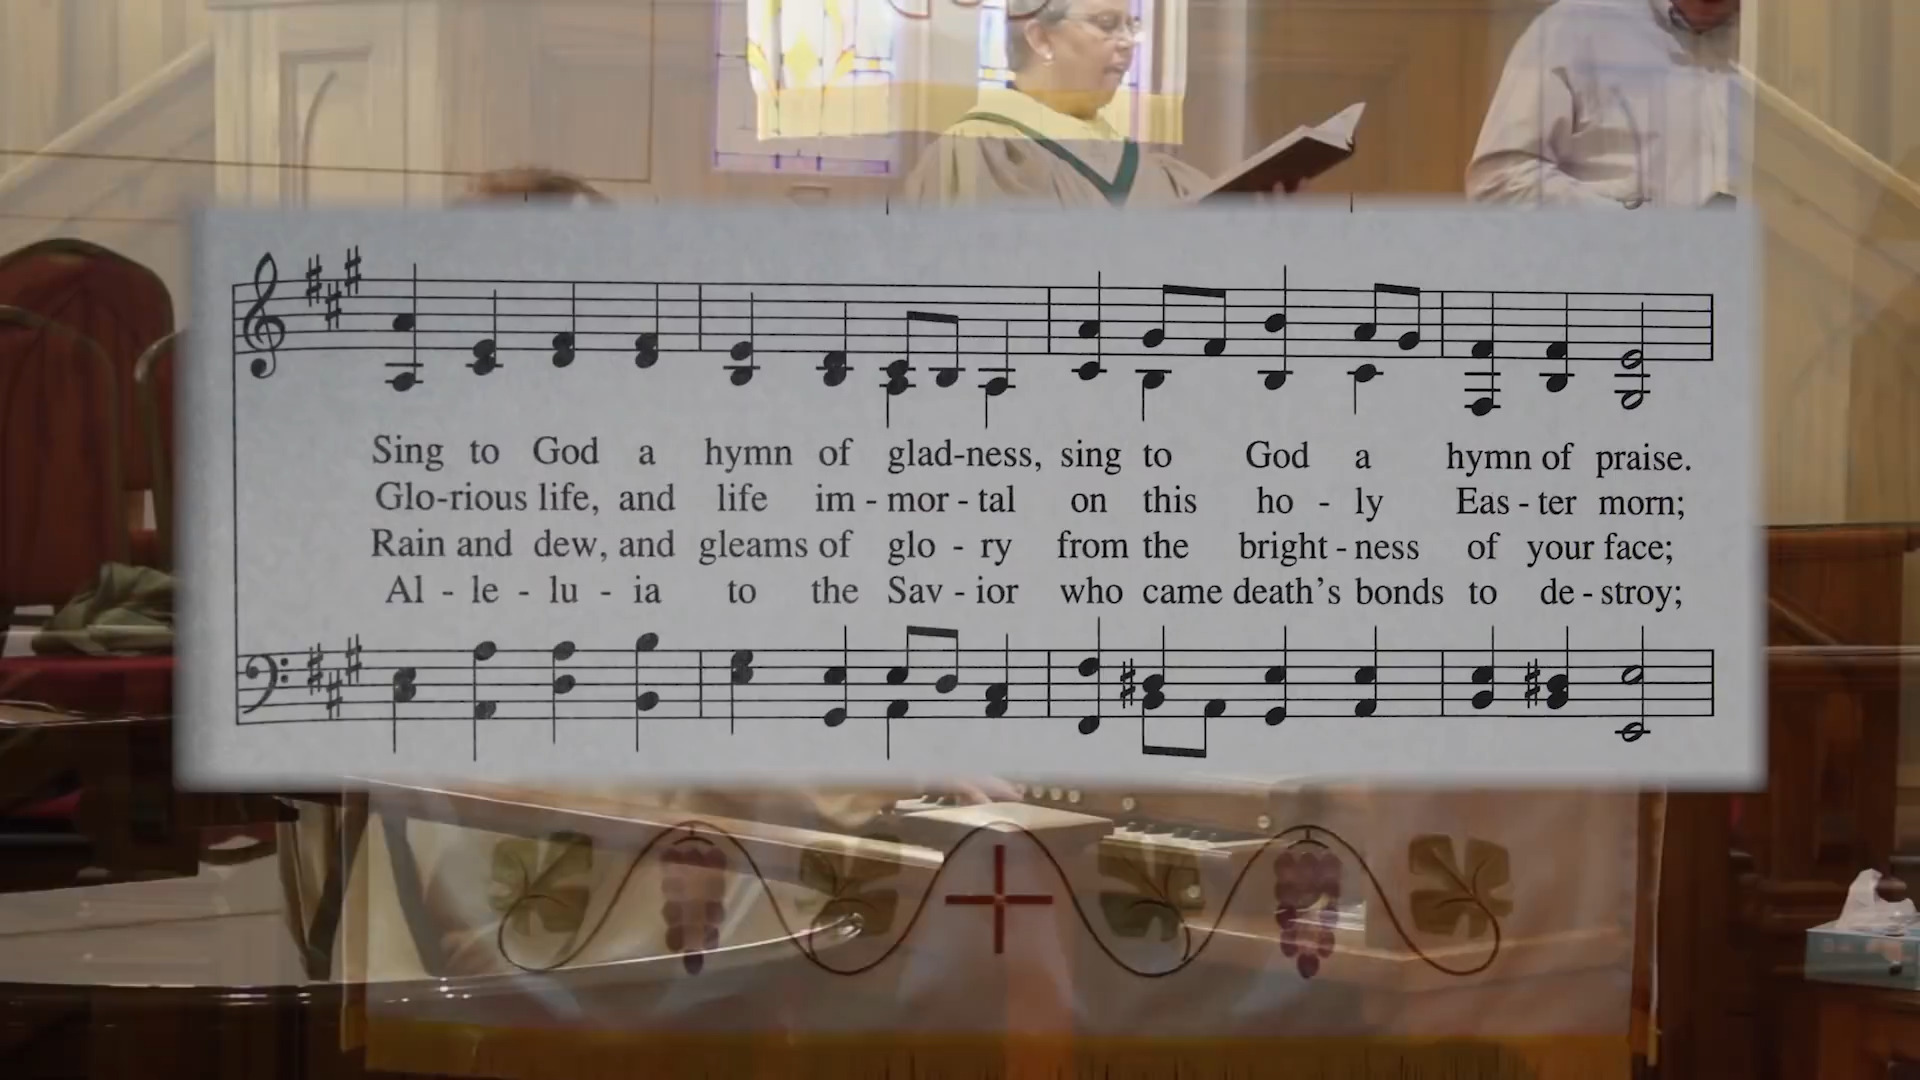 Sing to God a hymn of glad-ness, sing to God a hymn of praise.
Glo-rious life, and life im - mor - tal on this ho - ly Eas - ter morn;
Rain and dew, and gleams of glo - ry from the bright - ness of your face;
Al - le - lu - ia to the Sav - ior who came death's bonds to de - stroy;